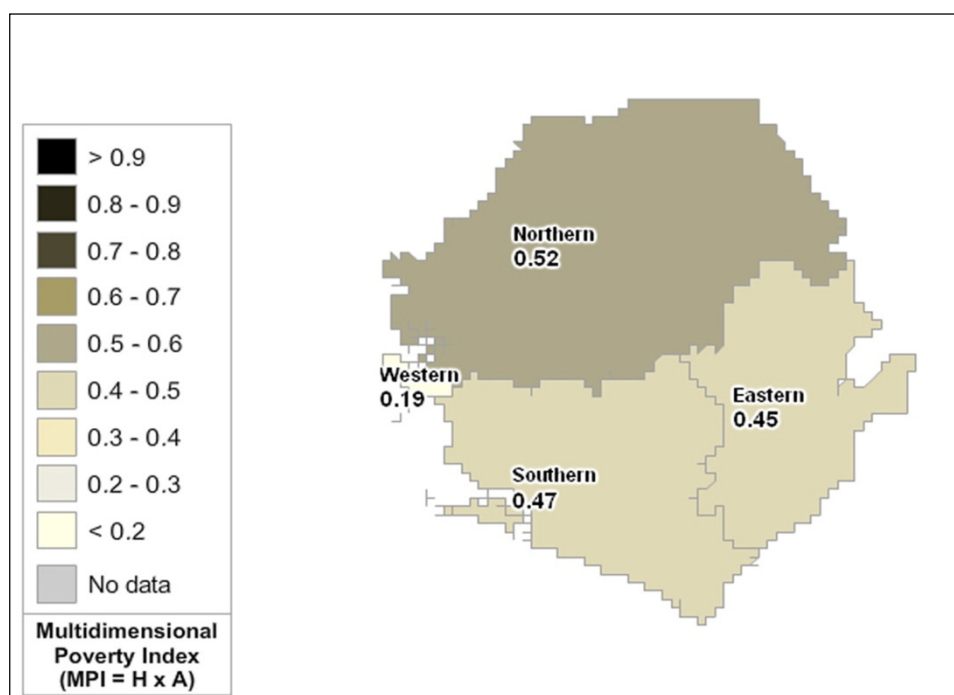 > 0.9
0.8 - 0.9
0.7 - 0.8
0.6 - 0.7
0.5 - 0.6
0.4 - 0.5
0.3 - 0.4
0.2 - 0.3
< 0.2
No data
Multidimensional
Poverty Index
(MPI = H x A)
Northern
0.52
Western
0.19
Eastern
0.45
Southern
0.47